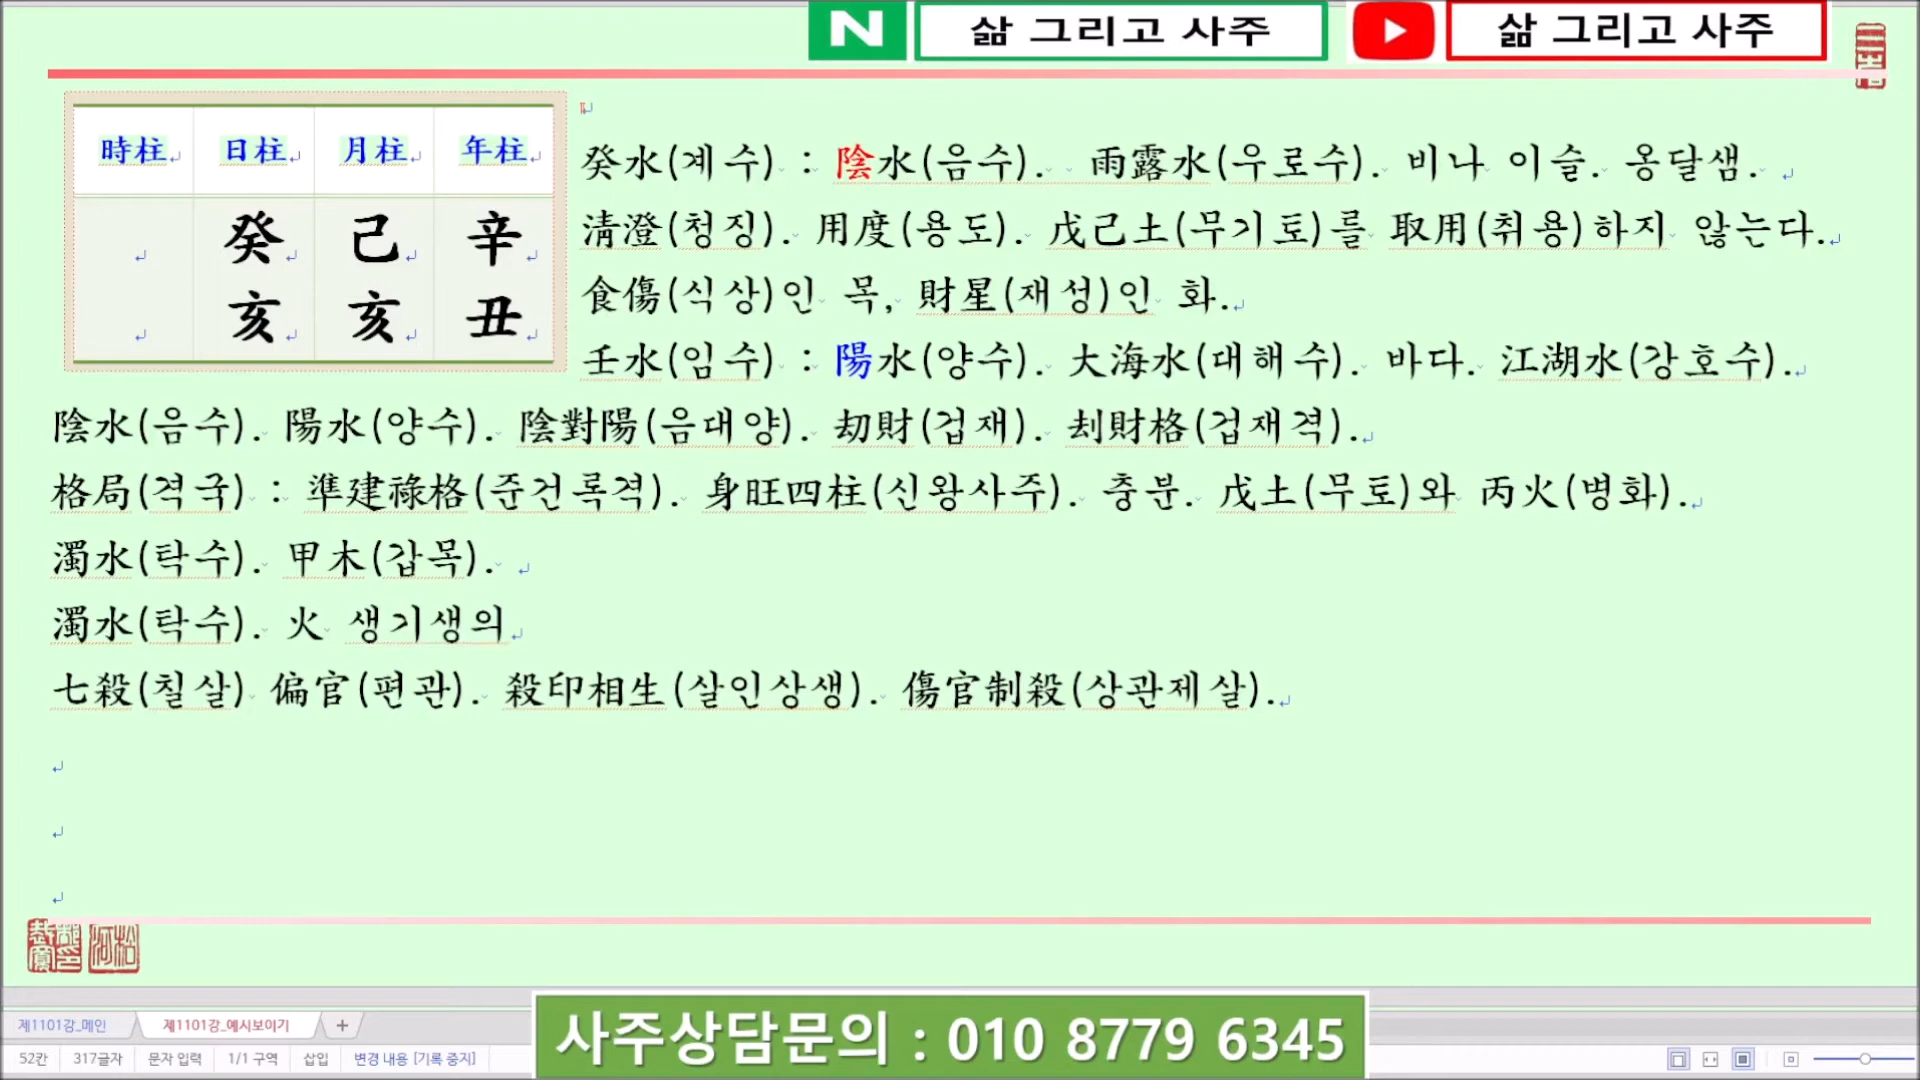 N 삶 그리고 사주 삶 그리고 사주
時柱 日柱 月柱 年柱
癸 己 辛
亥 亥 丑
癸水(계수) : 陰水(음수). 雨露水(우로수). 비나 이슬. 옹달샘.
淸澄(청징). 用度(용도). 戊己土(무기토)를 取用(취용)하지 않는다.
食傷(식상)인 목, 財星(재성)인 화.
壬水(임수) : 陽水(양수). 大海水(대해수). 바다. 江湖水(강호수).
陰水(음수). 陽水(양수). 陰對陽(음대양). 劫財(겁재). 刦財格(겁재격).
格局(격국) : 準建祿格(준건록격). 身旺四柱(신왕사주). 충분. 戊土(무토)와 丙火(병화).
濁水(탁수). 甲木(갑목).
濁水(탁수). 火 생기생의
七殺(칠살) 偏官(편관). 殺印相生(살인상생). 傷官制殺(상관제살).
제1101강_메인 제1101강_예시보이기 +
52칸 317글자 문자 입력 1/1 구역 삽입 변경 내용 [기록 중지]
사주상담문의 : 010 8779 6345